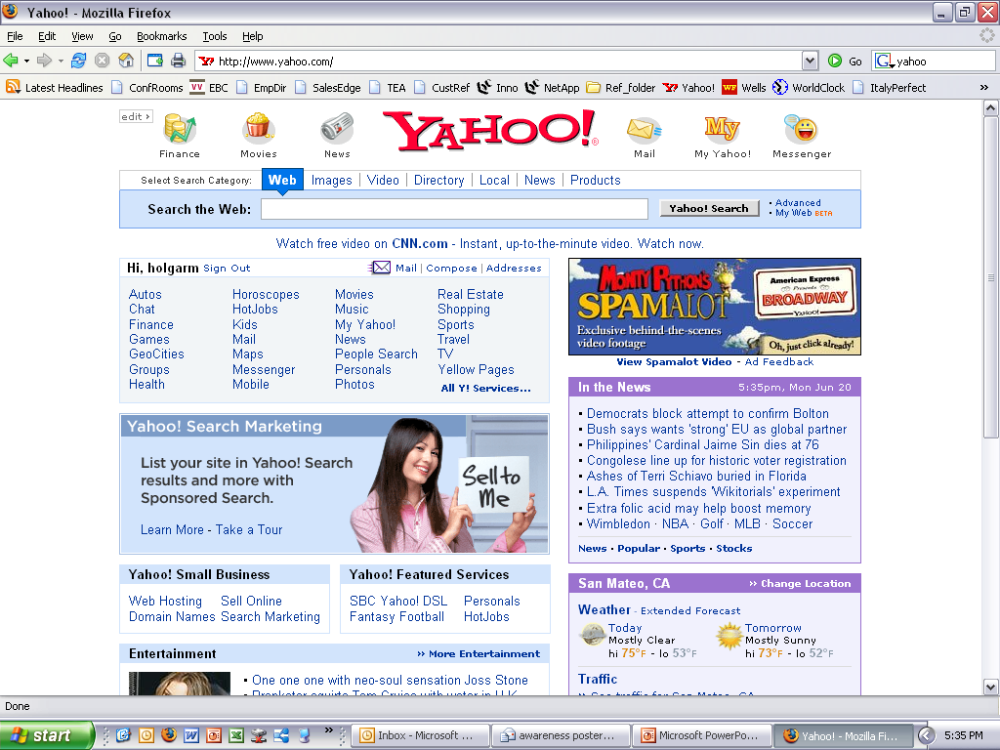 Yahoo! - Mozilla Firefox
File Edit View Go Bookmarks Tools Help
http://www.yahoo.com/ Go yahoo
Latest Headlines ConfRooms EBC EmpDir SalesEdge TEA CustRef Inno NetApp Ref_folder Yahoo! Wells WorldClock ItalyPerfect »
edit ›
Finance Movies News YAHOO! Mail My Yahoo! Messenger
Select Search Category: Web Images Video Directory Local News Products
Search the Web: Yahoo! Search • Advanced
• My Web BETA
Watch free video on CNN.com - Instant, up-to-the-minute video. Watch now.
Hi, holgarm Sign Out Mail | Compose | Addresses
Autos Horoscopes Movies Real Estate
Chat HotJobs Music Shopping
Finance Kids My Yahoo! Sports
Games Mail News Travel
GeoCities Maps People Search TV
Groups Messenger Personals Yellow Pages
Health Mobile Photos All Y! Services...
MONTY PYTHON'S
SPAMALOT
Exclusive behind-the-scenes
video footage
American Express
Presents
BROADWAY
YAHOO!
Oh, just click already!
View Spamalot Video - Ad Feedback
In the News 5:35pm, Mon Jun 20
• Democrats block attempt to confirm Bolton
• Bush says wants 'strong' EU as global partner
• Philippines' Cardinal Jaime Sin dies at 76
• Congolese line up for historic voter registration
• Ashes of Terri Schiavo buried in Florida
• L.A. Times suspends 'Wikitorials' experiment
• Extra folic acid may help boost memory
• Wimbledon · NBA · Golf · MLB · Soccer
News · Popular · Sports · Stocks
Yahoo! Search Marketing
List your site in Yahoo! Search
results and more with
Sponsored Search.
Learn More - Take a Tour
Sell to
Me
Yahoo! Small Business
Web Hosting Sell Online
Domain Names Search Marketing
Yahoo! Featured Services
SBC Yahoo! DSL Personals
Fantasy Football HotJobs
San Mateo, CA ›› Change Location
Weather - Extended Forecast
Today Tomorrow
Mostly Clear Mostly Sunny
hi 75°F - lo 53°F hi 73°F - lo 52°F
Traffic
›› See traffic for San Mateo, CA
Entertainment ›› More Entertainment
• One one one with neo-soul sensation Joss Stone
• Prankster squirts Tom Cruise with water in U.K.
Done
start » Inbox - Microsoft ... awareness poster... Microsoft PowerPo... Yahoo! - Mozilla Fi... 5:35 PM